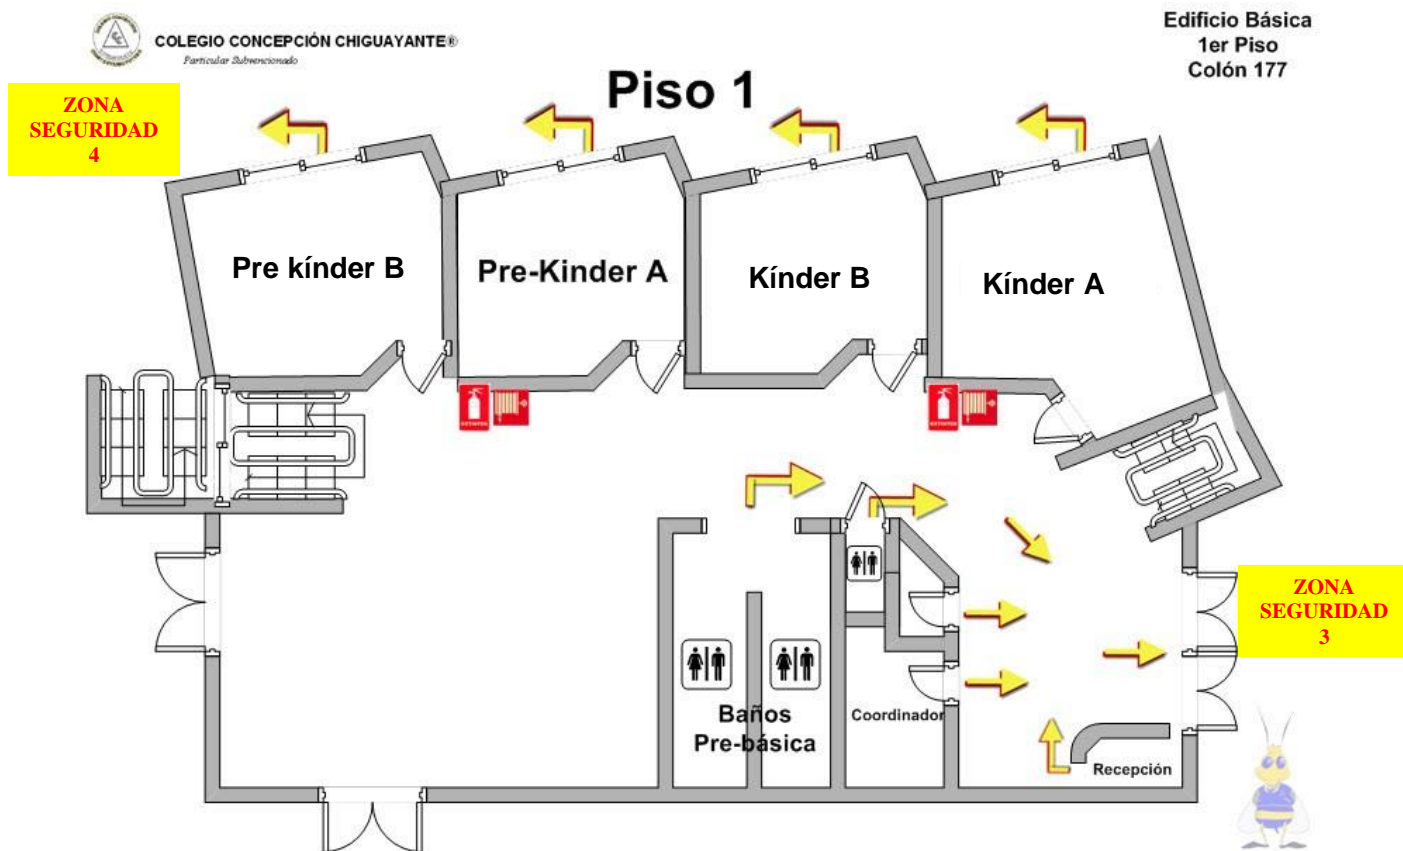 COLEGIO CONCEPCIÓN CHIGUAYANTE®
Particular Subvencionado
Edificio Básica
1er Piso
Colón 177
Piso 1
ZONA
SEGURIDAD
4
Pre kínder B
Pre-Kinder A
Kínder B
Kínder A
ZONA
SEGURIDAD
3
Baños
Pre-básica
Coordinador
Recepción